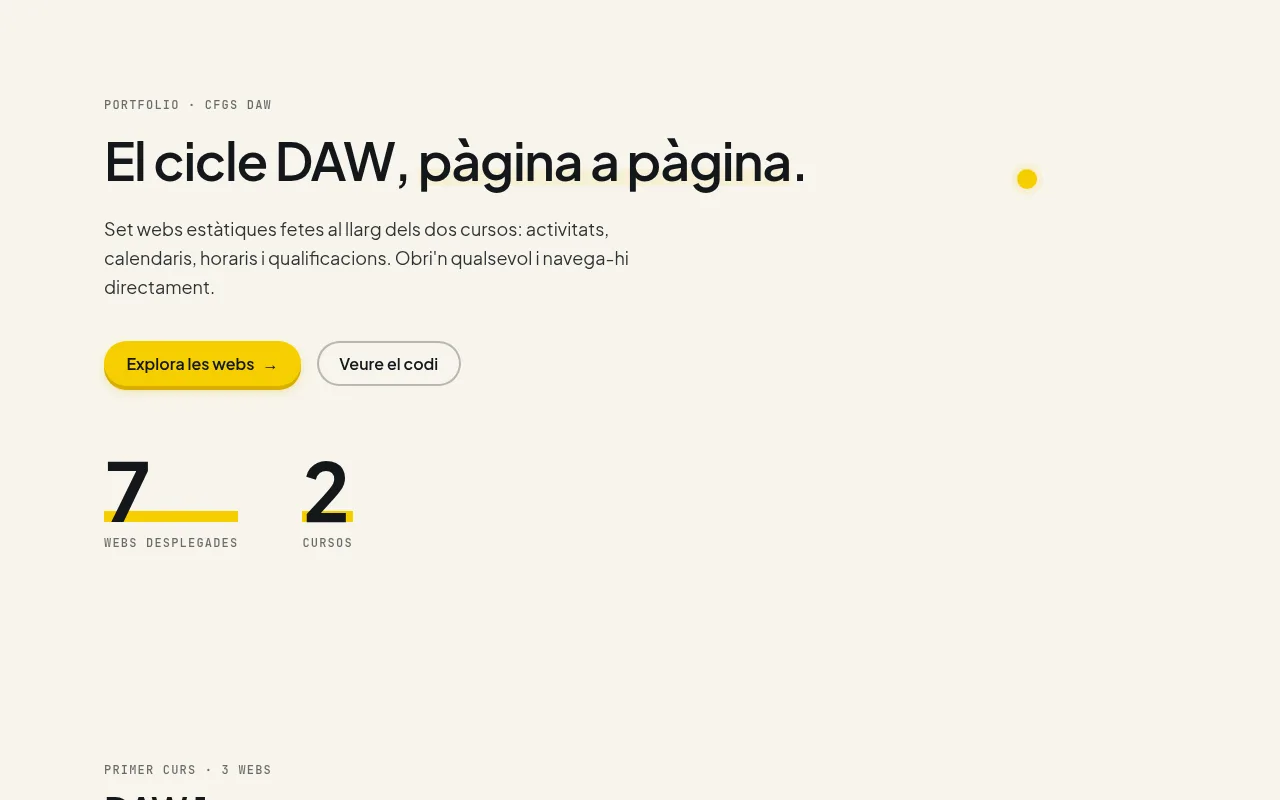 PORTFOLIO · CFGS DAW
El cicle DAW, pàgina a pàgina.
Set webs estàtiques fetes al llarg dels dos cursos: activitats,
calendaris, horaris i qualificacions. Obri'n qualsevol i navega-hi
directament.
Explora les webs →
Veure el codi
7
WEBS DESPLEGADES
2
CURSOS
PRIMER CURS · 3 WEBS
DAW1